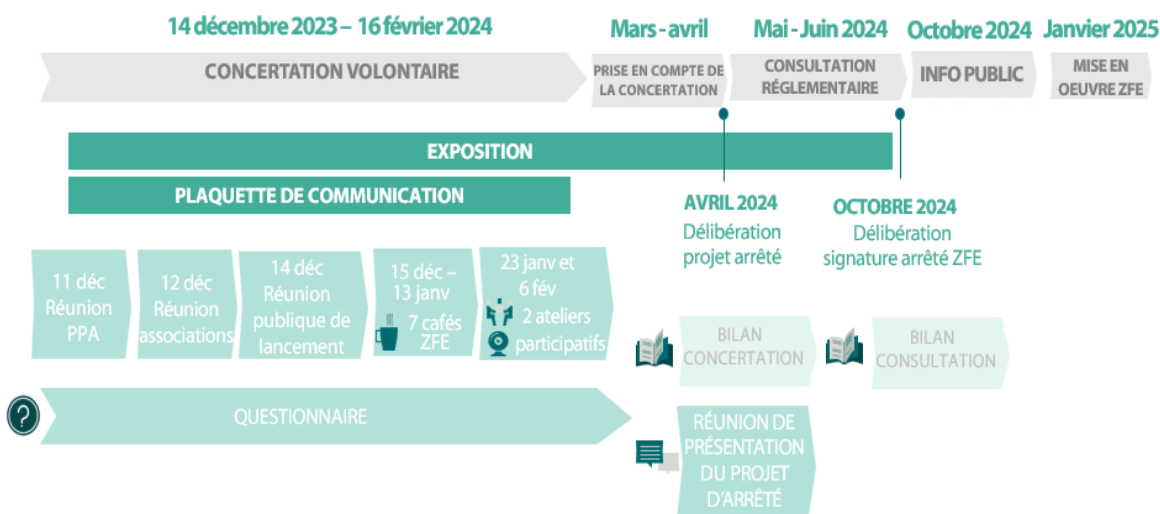 14 décembre 2023 – 16 février 2024
Mars - avril
Mai - Juin 2024
Octobre 2024
Janvier 2025
CONCERTATION VOLONTAIRE
PRISE EN COMPTE DE
LA CONCERTATION
CONSULTATION
RÉGLEMENTAIRE
INFO PUBLIC
MISE EN
OEUVRE ZFE
EXPOSITION
PLAQUETTE DE COMMUNICATION
AVRIL 2024
Délibération
projet arrêté
OCTOBRE 2024
Délibération
signature arrêté ZFE
11 déc
Réunion
PPA
12 déc
Réunion
associations
14 déc
Réunion
publique de
lancement
15 déc –
13 janv
7 cafés
ZFE
23 janv et
6 fév
2 ateliers
participatifs
BILAN
CONCERTATION
BILAN
CONSULTATION
?
QUESTIONNAIRE
RÉUNION DE
PRÉSENTATION
DU PROJET
D'ARRÊTÉ